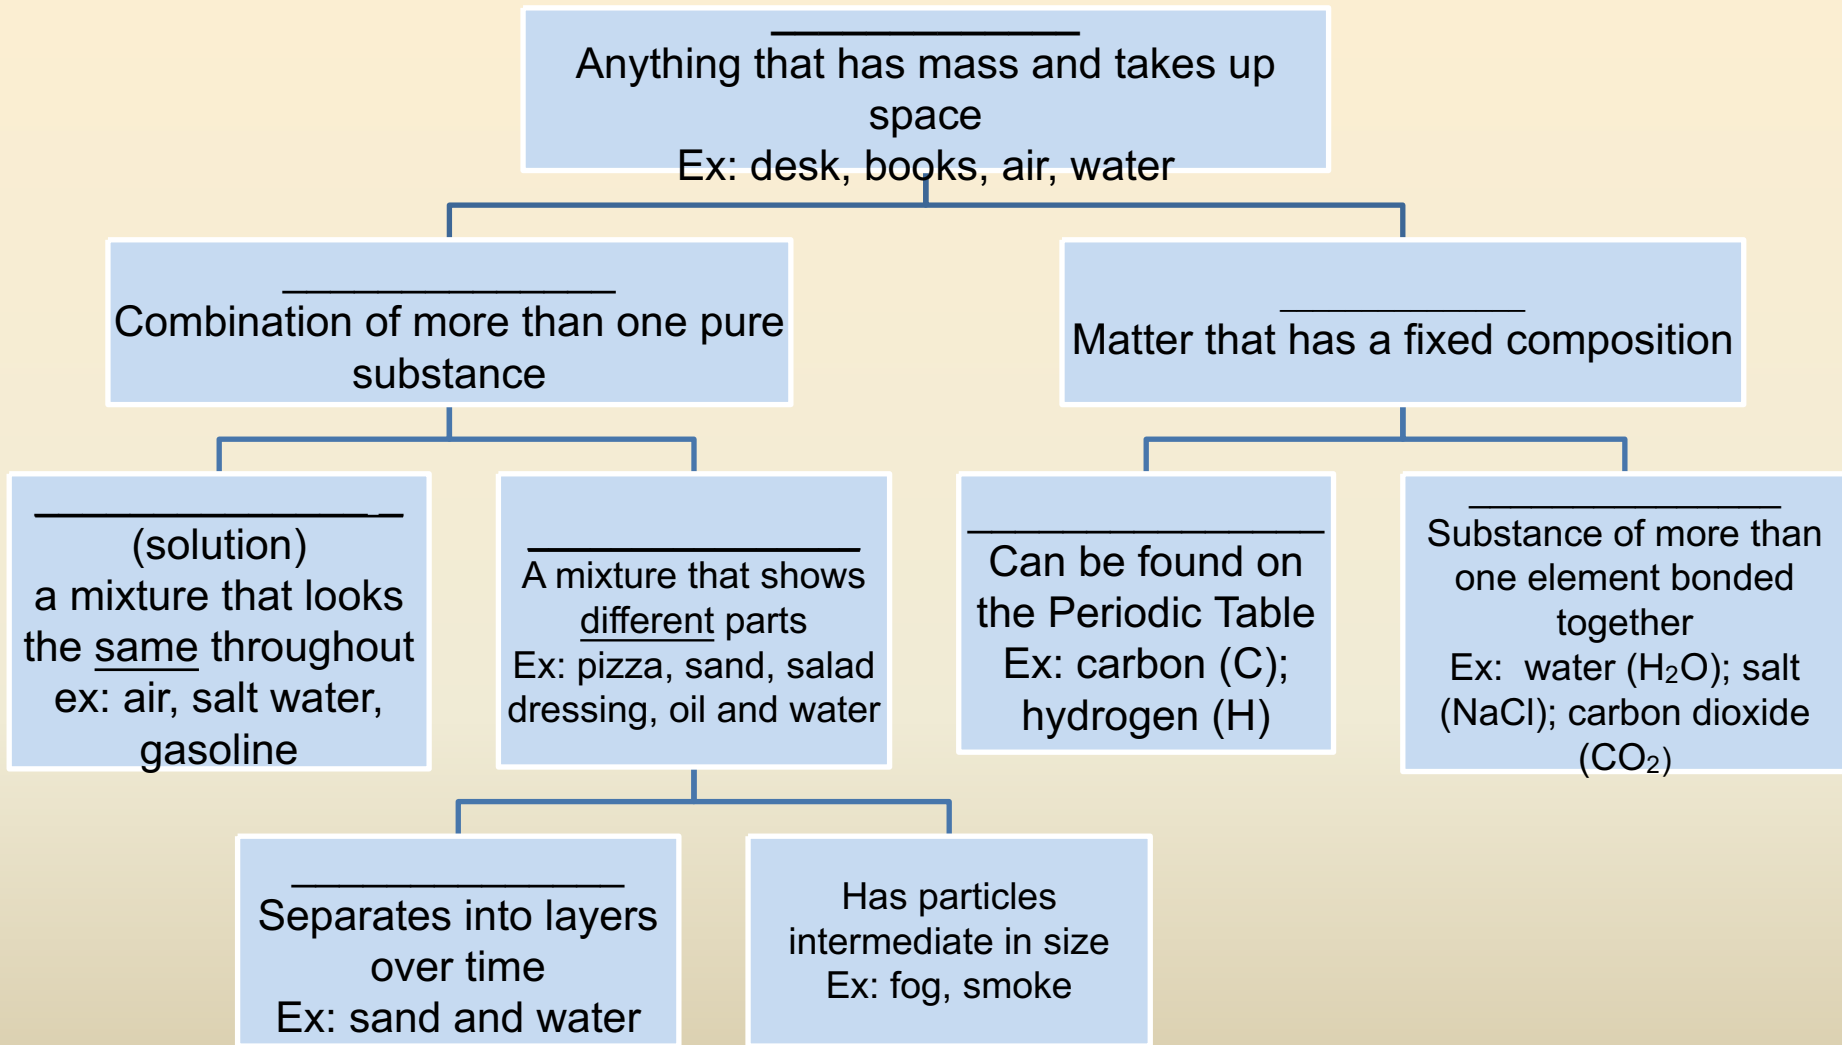 _____________
Anything that has mass and takes up
space
Ex: desk, books, air, water
______________
Combination of more than one pure
substance
____________
Matter that has a fixed composition
______________ _
(solution)
a mixture that looks
the same throughout
ex: air, salt water,
gasoline
________________
A mixture that shows
different parts
Ex: pizza, sand, salad
dressing, oil and water
_______________
Can be found on
the Periodic Table
Ex: carbon (C);
hydrogen (H)
_______________
Substance of more than
one element bonded
together
Ex:  water (H₂O); salt
(NaCl); carbon dioxide
(CO₂)
______________
Separates into layers
over time
Ex: sand and water
Has particles
intermediate in size
Ex: fog, smoke